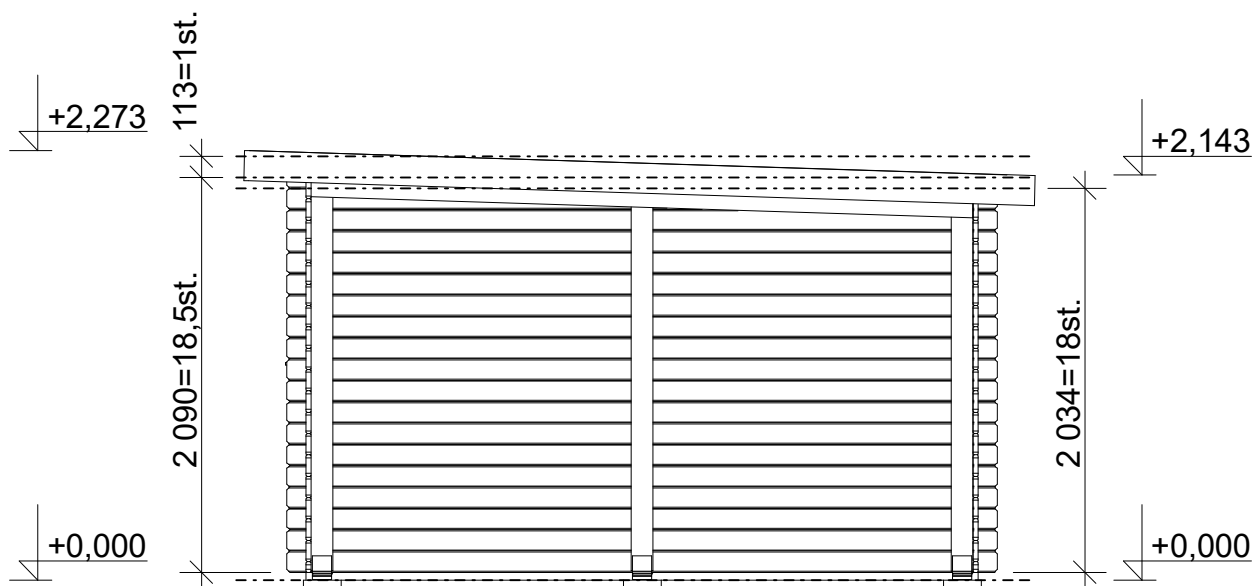 113=1st.
+2,273
+2,143
2 090=18,5st.
2 034=18st.
+0,000
+0,000